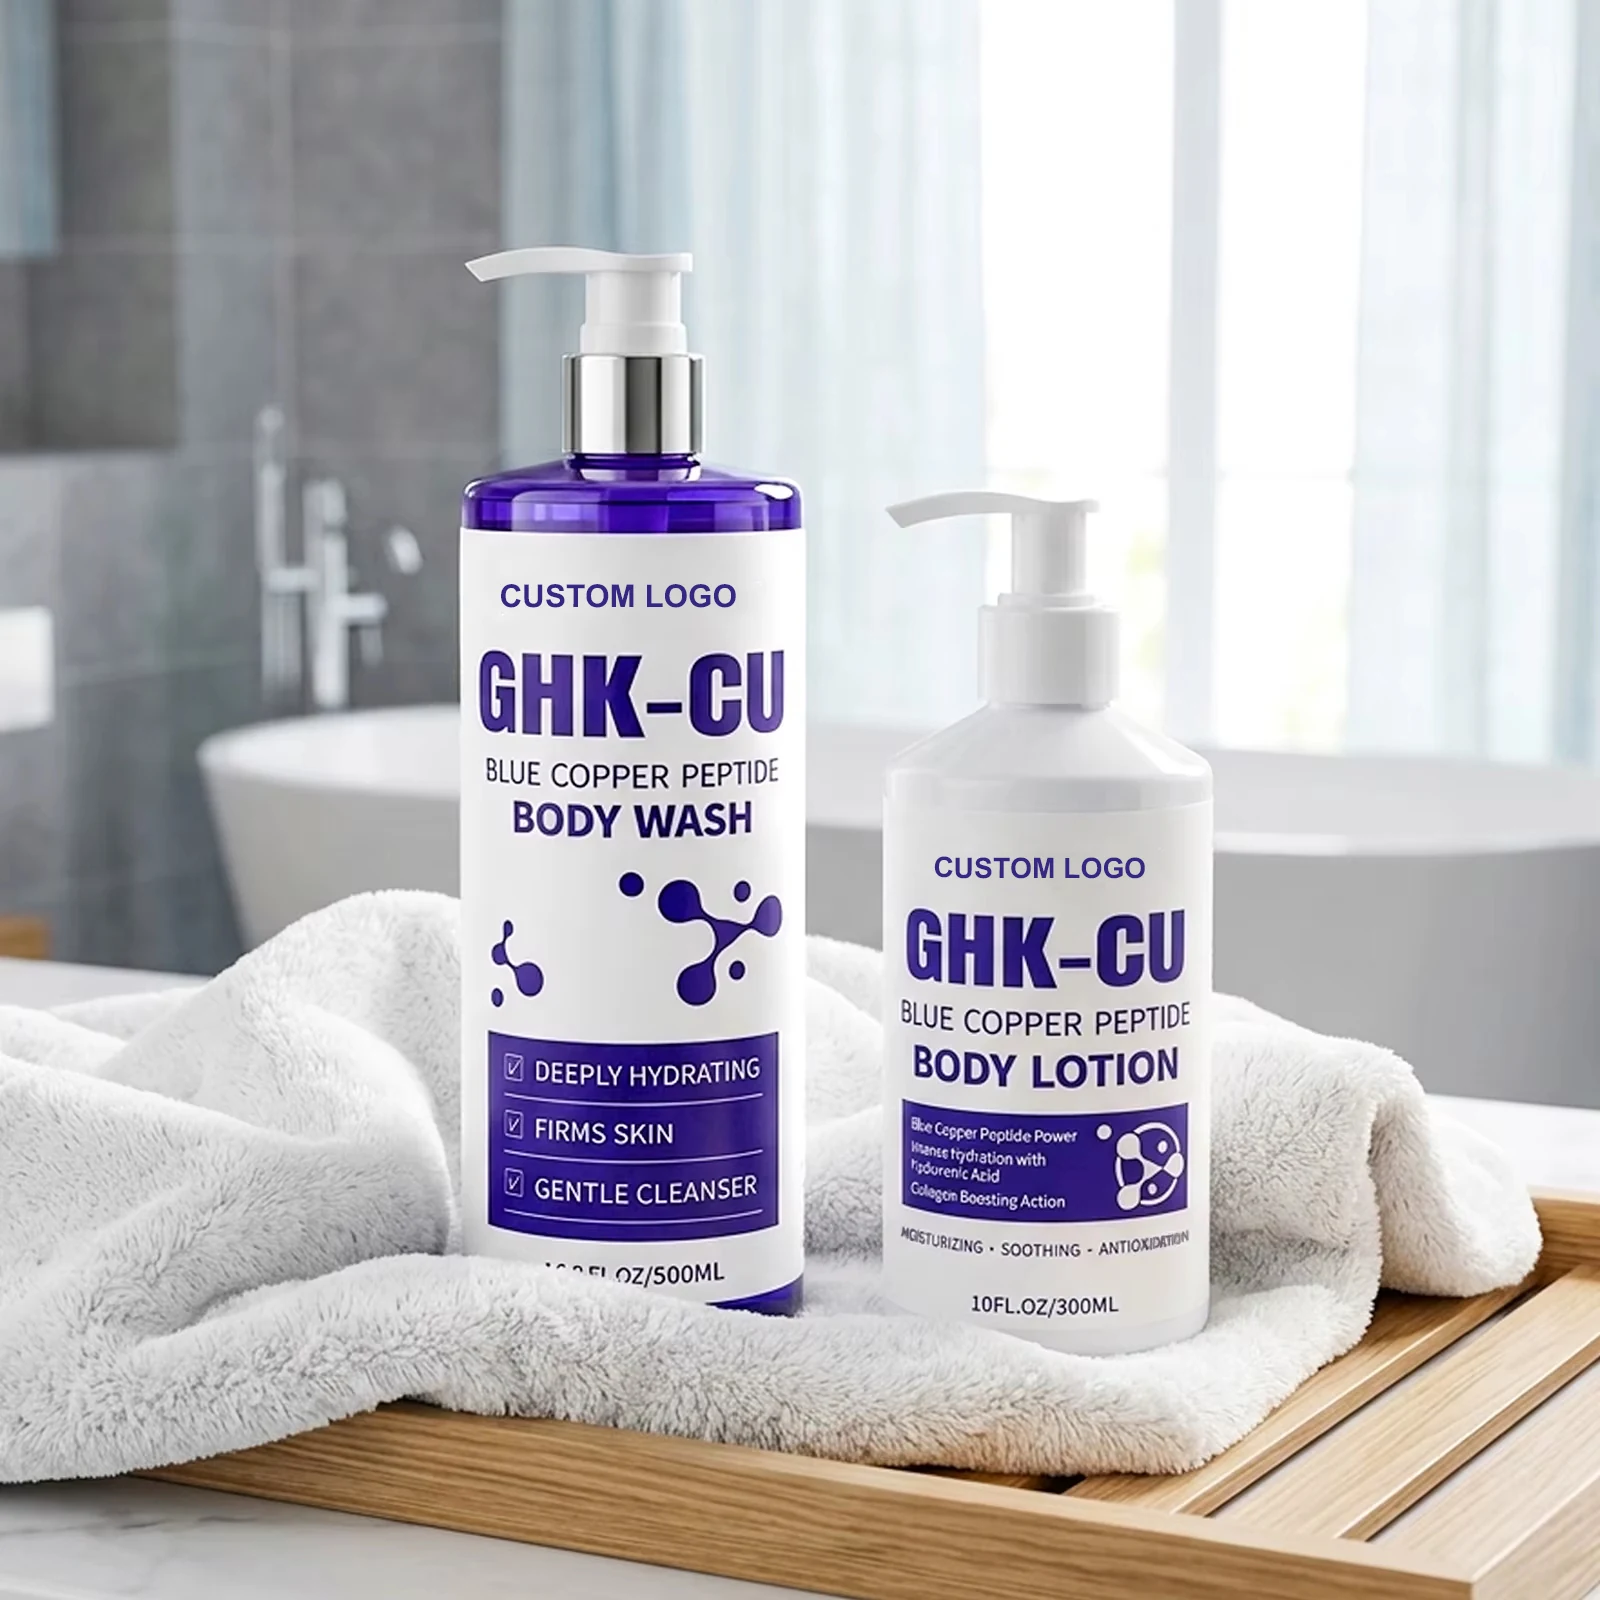 CUSTOM LOGO
GHK-CU
BLUE COPPER PEPTIDE
BODY WASH
DEEPLY HYDRATING
FIRMS SKIN
GENTLE CLEANSER
FL.OZ/500ML
CUSTOM LOGO
GHK-CU
BLUE COPPER PEPTIDE
BODY LOTION
Copper Peptide Power
Hydration with
Acid
Boosting Action
MOISTURIZING · SOOTHING - ANTIOXIDATION
10FL.OZ/300ML